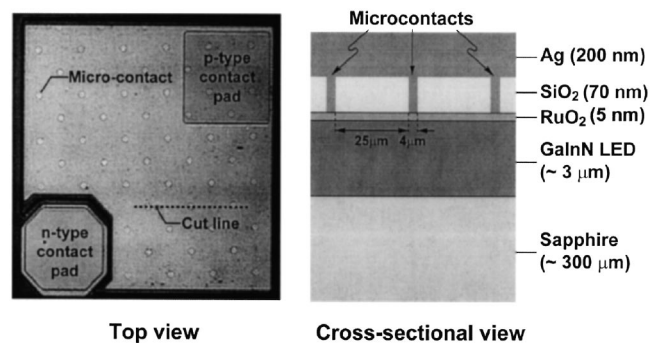 Micro-contact
p-type
contact
pad
Cut line
n-type
contact
pad
Top view
Microcontacts
Ag (200 nm)
SiO₂ (70 nm)
RuO₂ (5 nm)
25μm
4μm
GaInN LED
(~ 3 μm)
Sapphire
(~ 300 μm)
Cross-sectional view